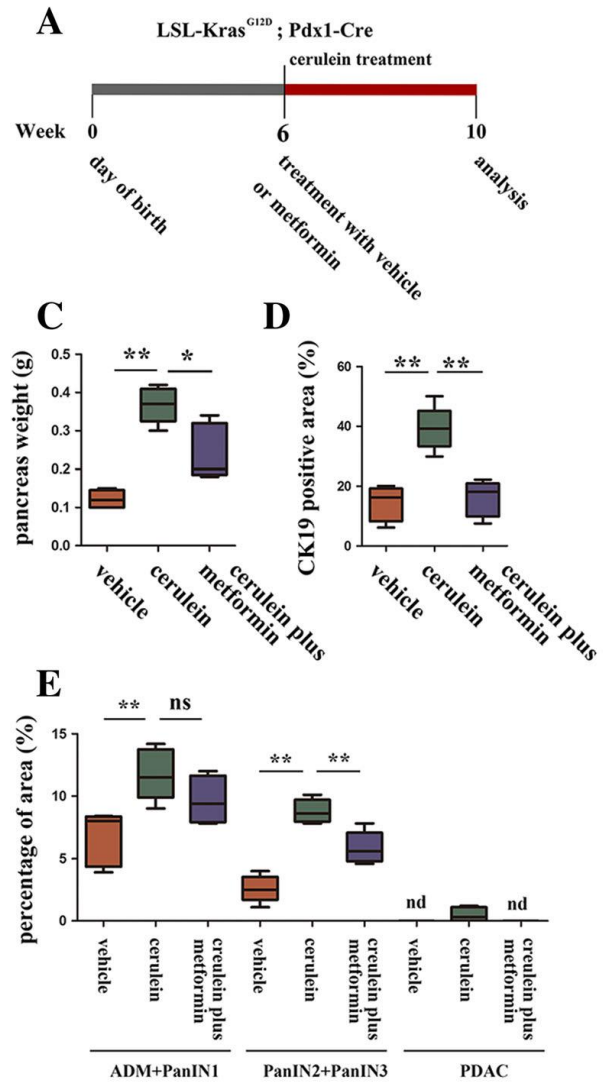 A
LSL-Kras^G12D ; Pdx1-Cre
cerulein treatment
Week 0 6 10
day of birth
treatment with vehicle
or metformin
analysis
C
pancreas weight (g)
0.5
0.4
0.3
0.2
0.1
0.0
** *
vehicle
cerulein
cerulein plus
metformin
D
CK19 positive area (%)
60
40
20
0
** **
vehicle
cerulein
cerulein plus
metformin
E
percentage of area (%)
15
10
5
0
** ns
** **
nd nd
vehicle
cerulein
creulein plus
metformin
vehicle
cerulein
creulein plus
metformin
vehicle
cerulein
creulein plus
metformin
ADM+PanIN1 PanIN2+PanIN3 PDAC